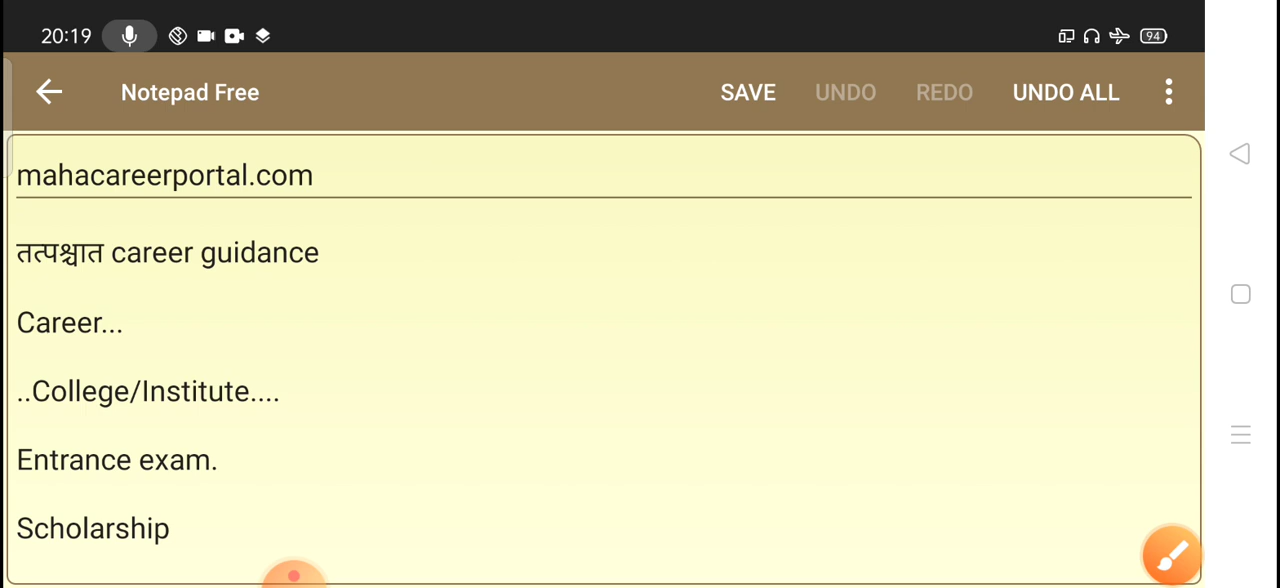 20:19 94
Notepad Free SAVE UNDO REDO UNDO ALL
mahacareerportal.com
तत्पश्चात career guidance
Career...
..College/Institute....
Entrance exam.
Scholarship